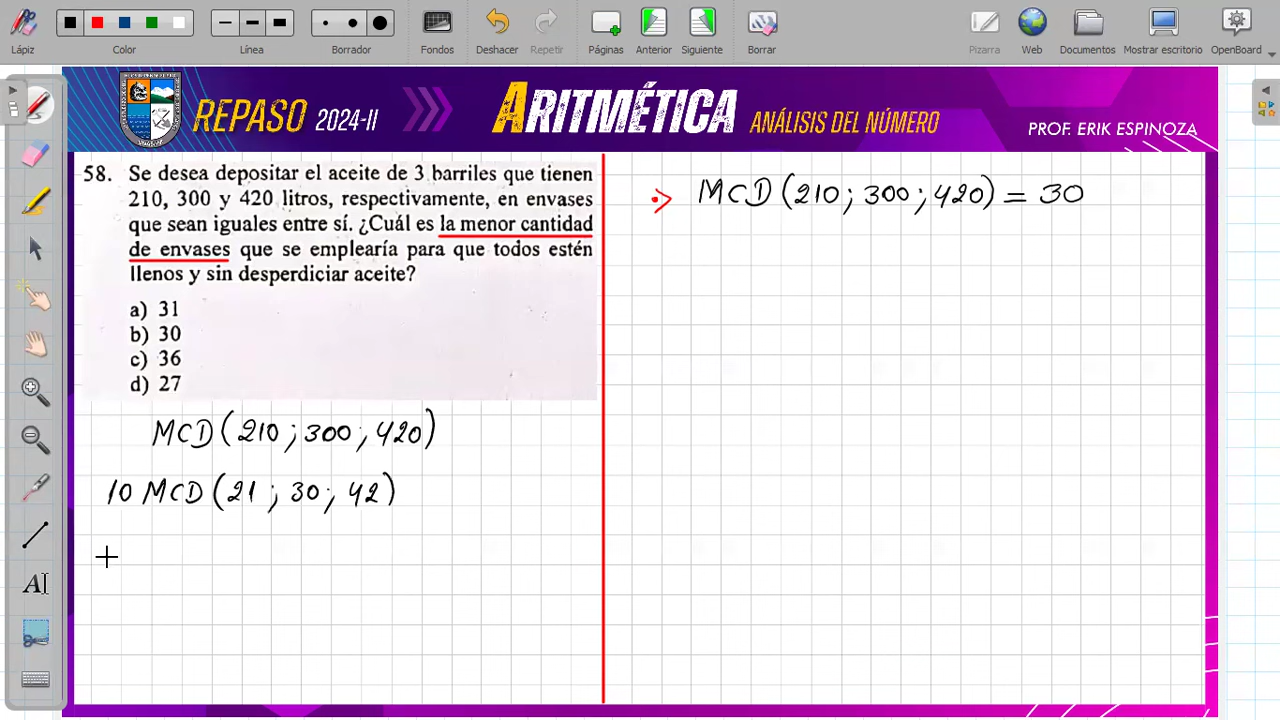 Lápiz
Color
Línea
Borrador
Fondos
Deshacer
Repetir
Páginas
Anterior
Siguiente
Borrar
Pizarra
Web
Documentos
Mostrar escritorio
OpenBoard
REPASO 2024-II
ARITMÉTICA
ANÁLISIS DEL NÚMERO
PROF. ERIK ESPINOZA
58. Se desea depositar el aceite de 3 barriles que tienen
210, 300 y 420 litros, respectivamente, en envases
que sean iguales entre sí. ¿Cuál es la menor cantidad
de envases que se emplearía para que todos estén
llenos y sin desperdiciar aceite?
a) 31
b) 30
c) 36
d) 27
MCD(210 ; 300 ; 420)
10 MCD(21 ; 30 ; 42)
MCD(210 ; 300 ; 420) = 30
AI